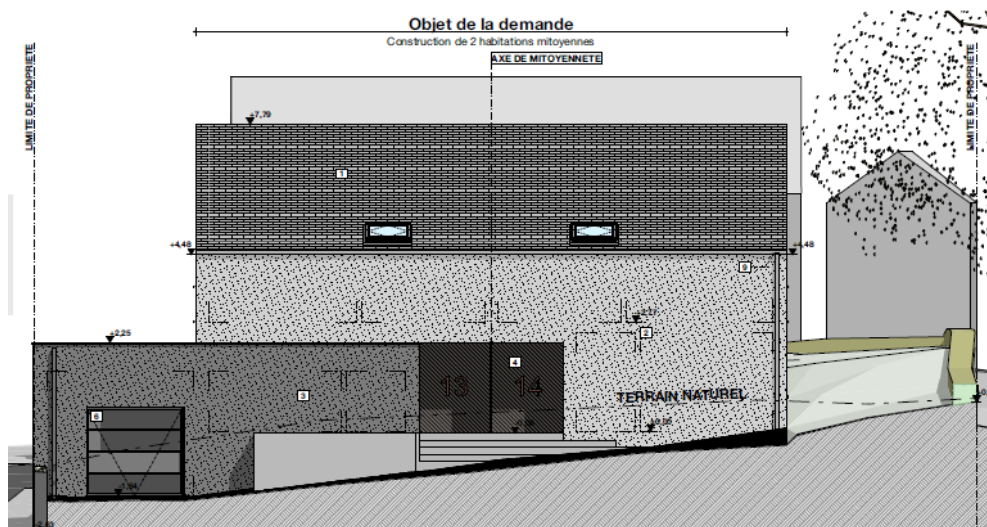 Objet de la demande
Construction de 2 habitations mitoyennes
AXE DE MITOYENNETE
LIMITE DE PROPRIETE
LIMITE DE PROPRIETE
+7,79
1
+4,48
+4,48
9
+2,25
2
4
13
14
3
TERRAIN NATUREL
6